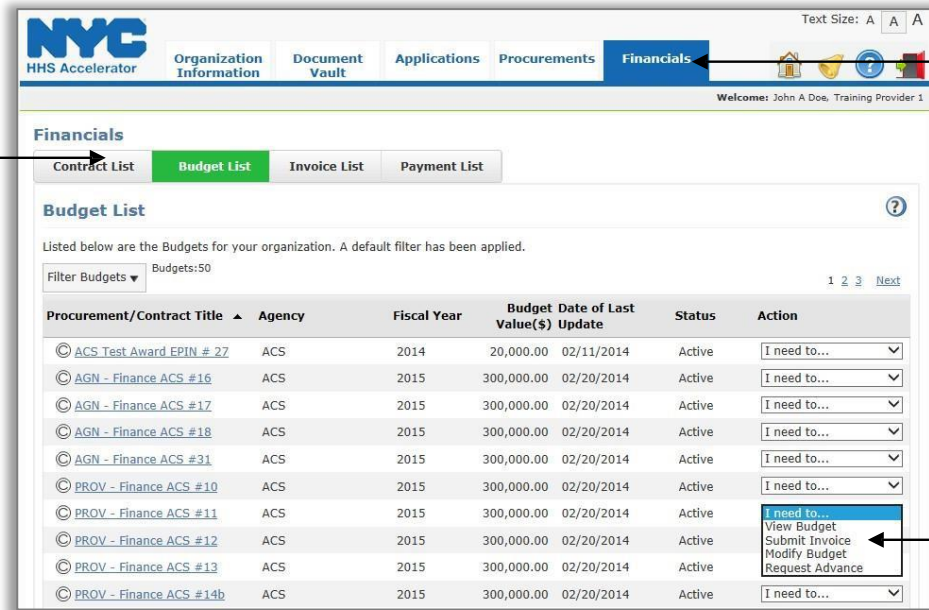 Text Size: A A A
NYC
HHS Accelerator
Organization Information
Document Vault
Applications
Procurements
Financials
Welcome: John A Doe, Training Provider 1
Financials
Contract List Budget List Invoice List Payment List
Budget List
?
Listed below are the Budgets for your organization. A default filter has been applied.
Filter Budgets ▼ Budgets:50
1 2 3 Next
Procurement/Contract Title ▲ Agency Fiscal Year Budget Value($) Date of Last Update Status Action
© ACS Test Award EPIN # 27 ACS 2014 20,000.00 02/11/2014 Active I need to...
© AGN - Finance ACS #16 ACS 2015 300,000.00 02/20/2014 Active I need to...
© AGN - Finance ACS #17 ACS 2015 300,000.00 02/20/2014 Active I need to...
© AGN - Finance ACS #18 ACS 2015 300,000.00 02/20/2014 Active I need to...
© AGN - Finance ACS #31 ACS 2015 300,000.00 02/20/2014 Active I need to...
© PROV - Finance ACS #10 ACS 2015 300,000.00 02/20/2014 Active I need to...
© PROV - Finance ACS #11 ACS 2015 300,000.00 02/20/2014 Active I need to...
View Budget
© PROV - Finance ACS #12 ACS 2015 300,000.00 02/20/2014 Active Submit Invoice
Modify Budget
© PROV - Finance ACS #13 ACS 2015 300,000.00 02/20/2014 Active Request Advance
© PROV - Finance ACS #14b ACS 2015 300,000.00 02/20/2014 Active I need to...